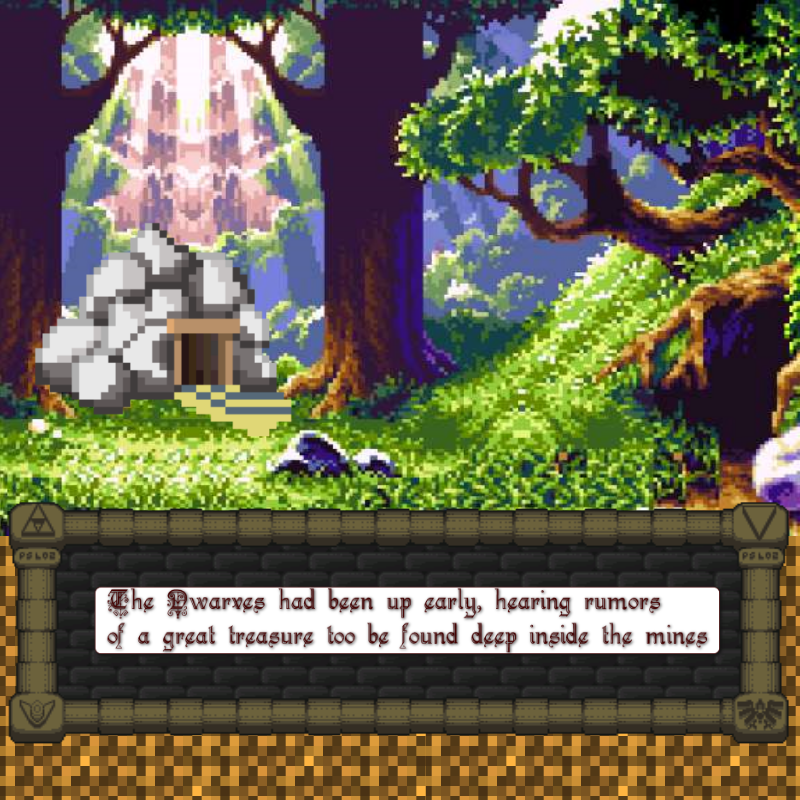 The Dwarves had been up early, hearing rumors
of a great treasure too be found deep inside the mines